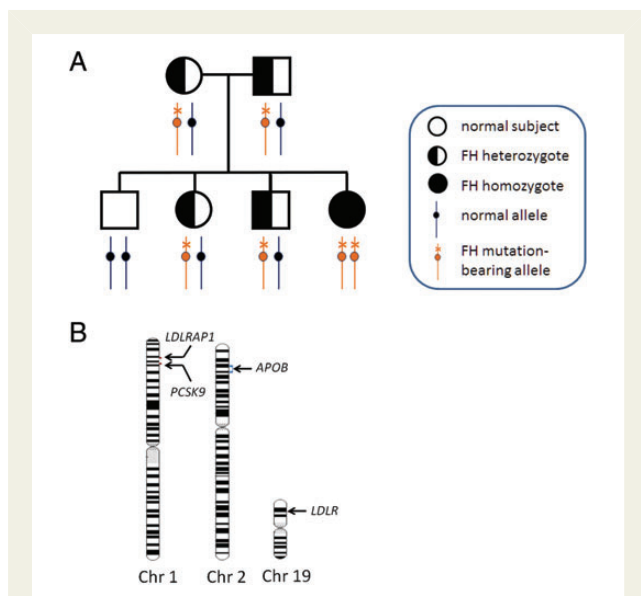 A
normal subject
FH heterozygote
FH homozygote
normal allele
FH mutation-
bearing allele
B
LDLRAP1
PCSK9
APOB
LDLR
Chr 1
Chr 2
Chr 19